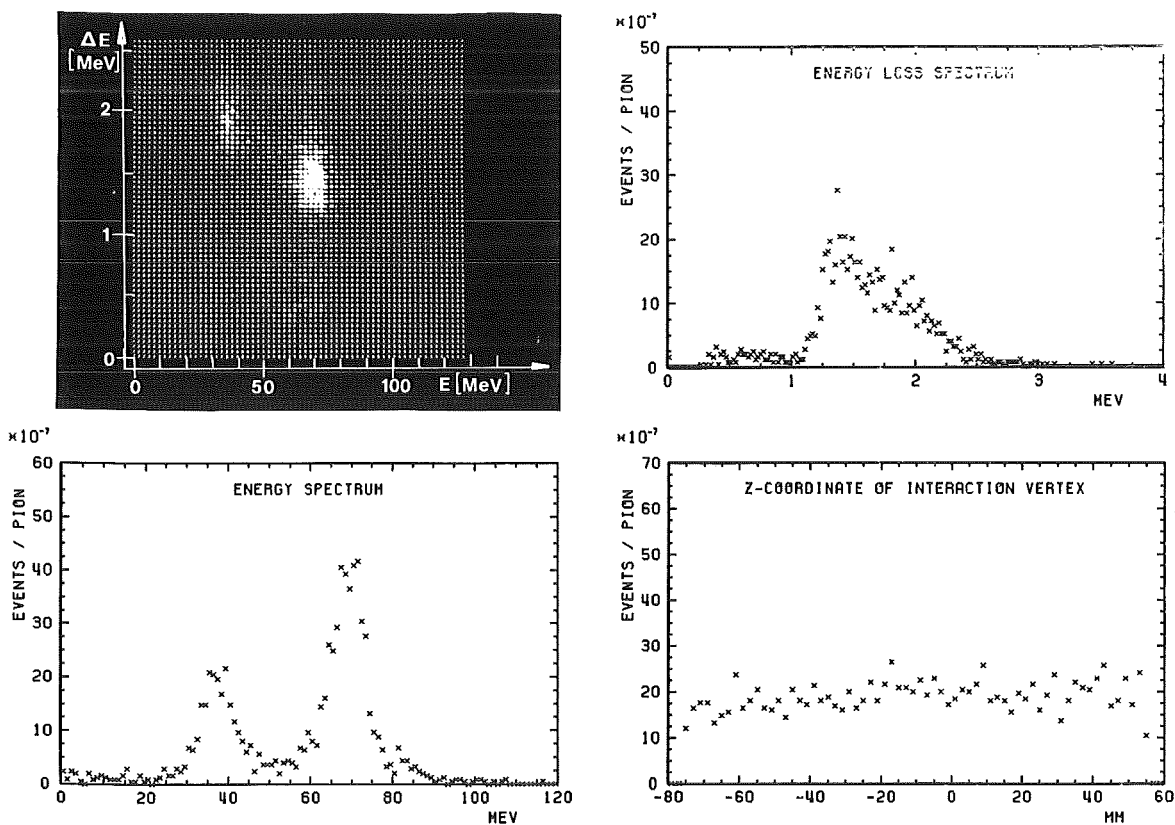 ΔE
[MeV]
2
1
0
0 50 100 E [MeV]
×10⁻⁷
50
40
30
20
10
0
EVENTS / PION
ENERGY LOSS SPECTRUM
0 1 2 3 4
MEV
×10⁻⁷
60
50
40
30
20
10
0
EVENTS / PION
ENERGY SPECTRUM
0 20 40 60 80 100 120
MEV
×10⁻⁷
70
60
50
40
30
20
10
0
EVENTS / PION
Z-COORDINATE OF INTERACTION VERTEX
-80 -60 -40 -20 0 20 40 60
MM